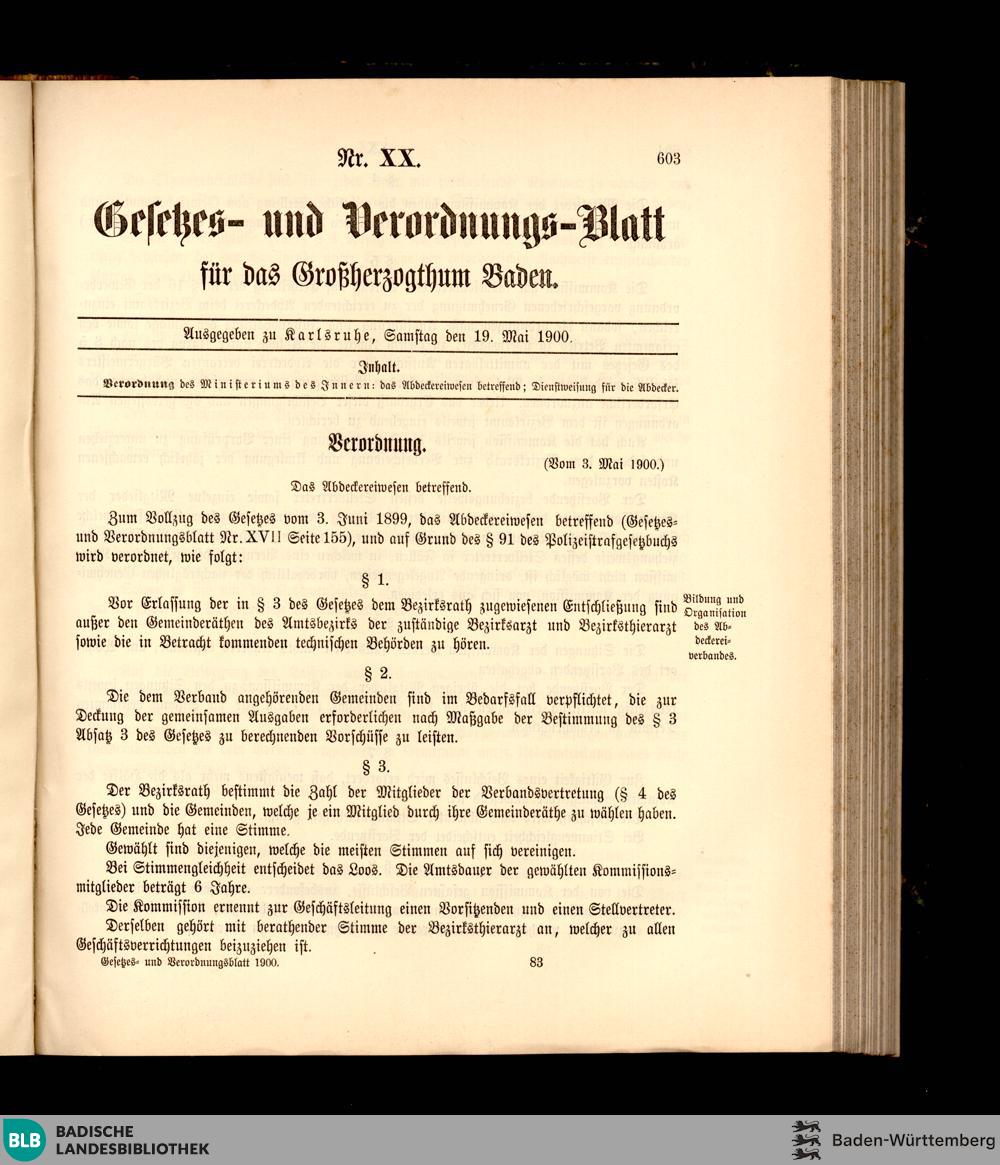 Nr. XX.
603
Gesetzes- und Verordnungs-Blatt
für das Großherzogthum Baden.
Ausgegeben zu Karlsruhe, Samstag den 19. Mai 1900.
Inhalt.
Verordnung des Ministeriums des Innern: das Abdeckereiwesen betreffend; Dienstweisung für die Abdecker.
Verordnung.
(Vom 3. Mai 1900.)
Das Abdeckereiwesen betreffend.
Zum Vollzug des Gesetzes vom 3. Juni 1899, das Abdeckereiwesen betreffend (Gesetzes-
und Verordnungsblatt Nr. XVII Seite 155), und auf Grund des § 91 des Polizeistrafgesetzbuchs
wird verordnet, wie folgt:
§ 1.
Vor Erlassung der in § 3 des Gesetzes dem Bezirksrath zugewiesenen Entschließung sind
außer den Gemeinderäthen des Amtsbezirks der zuständige Bezirksarzt und Bezirksthierarzt
sowie die in Betracht kommenden technischen Behörden zu hören.
Bildung und
Organisation
des Ab-
deckerei-
verbandes.
§ 2.
Die dem Verband angehörenden Gemeinden sind im Bedarfsfall verpflichtet, die zur
Deckung der gemeinsamen Ausgaben erforderlichen nach Maßgabe der Bestimmung des § 3
Absatz 3 des Gesetzes zu berechnenden Vorschüsse zu leisten.
§ 3.
Der Bezirksrath bestimmt die Zahl der Mitglieder der Verbandsvertretung (§ 4 des
Gesetzes) und die Gemeinden, welche je ein Mitglied durch ihre Gemeinderäthe zu wählen haben.
Jede Gemeinde hat eine Stimme.
Gewählt sind diejenigen, welche die meisten Stimmen auf sich vereinigen.
Bei Stimmengleichheit entscheidet das Loos. Die Amtsdauer der gewählten Kommissions-
mitglieder beträgt 6 Jahre.
Die Kommission ernennt zur Geschäftsleitung einen Vorsitzenden und einen Stellvertreter.
Derselben gehört mit berathender Stimme der Bezirksthierarzt an, welcher zu allen
Geschäftsverrichtungen beizuziehen ist.
Gesetzes- und Verordnungsblatt 1900.
83
BLB
BADISCHE
LANDESBIBLIOTHEK
Baden-Württemberg